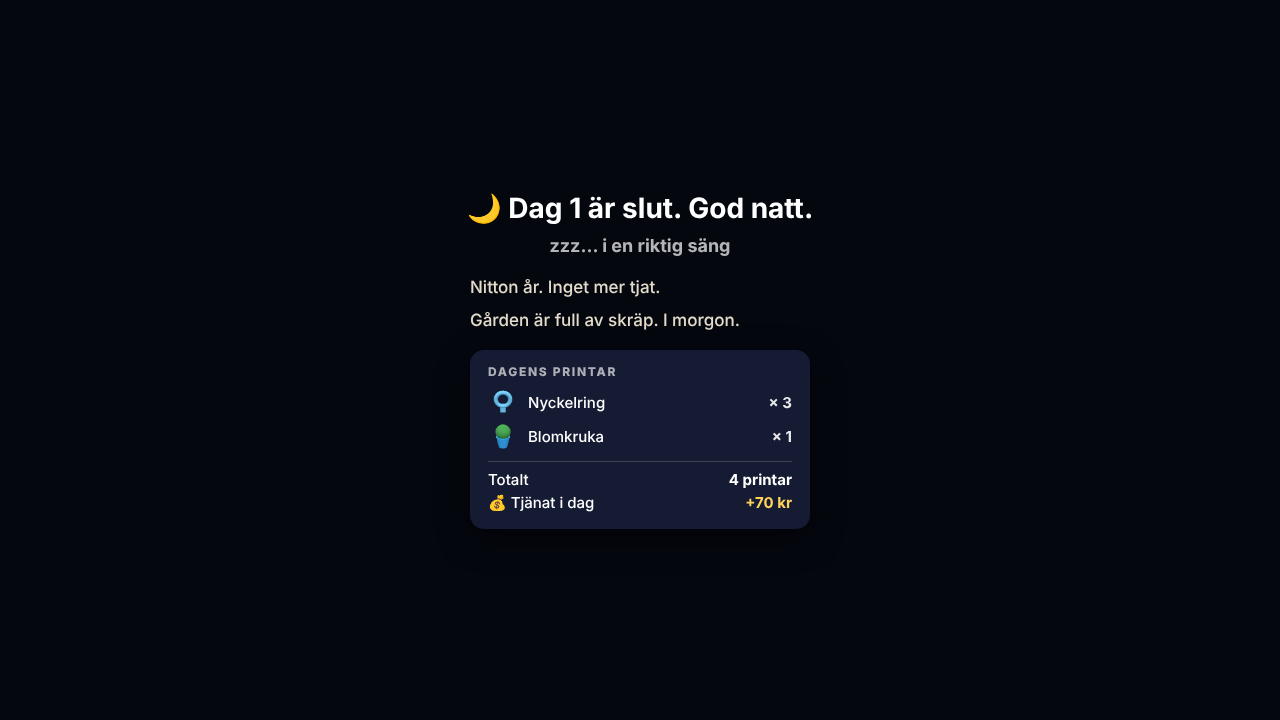 🌙 Dag 1 är slut. God natt.
zzz… i en riktig säng
Nitton år. Inget mer tjat.
Gården är full av skräp. I morgon.
DAGENS PRINTAR
Nyckelring × 3
Blomkruka × 1
Totalt 4 printar
💰 Tjänat i dag +70 kr